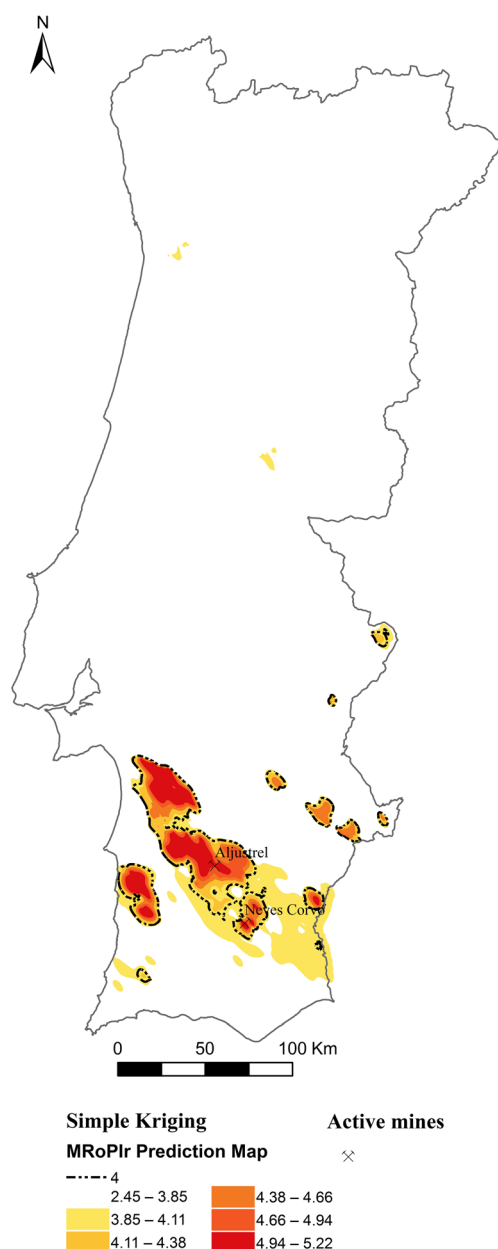 N
Aljustrel
Neves Corvo
0 50 100 Km
Simple Kriging Active mines
MRoPIr Prediction Map
4
2.45 – 3.85 4.38 – 4.66
3.85 – 4.11 4.66 – 4.94
4.11 – 4.38 4.94 – 5.22